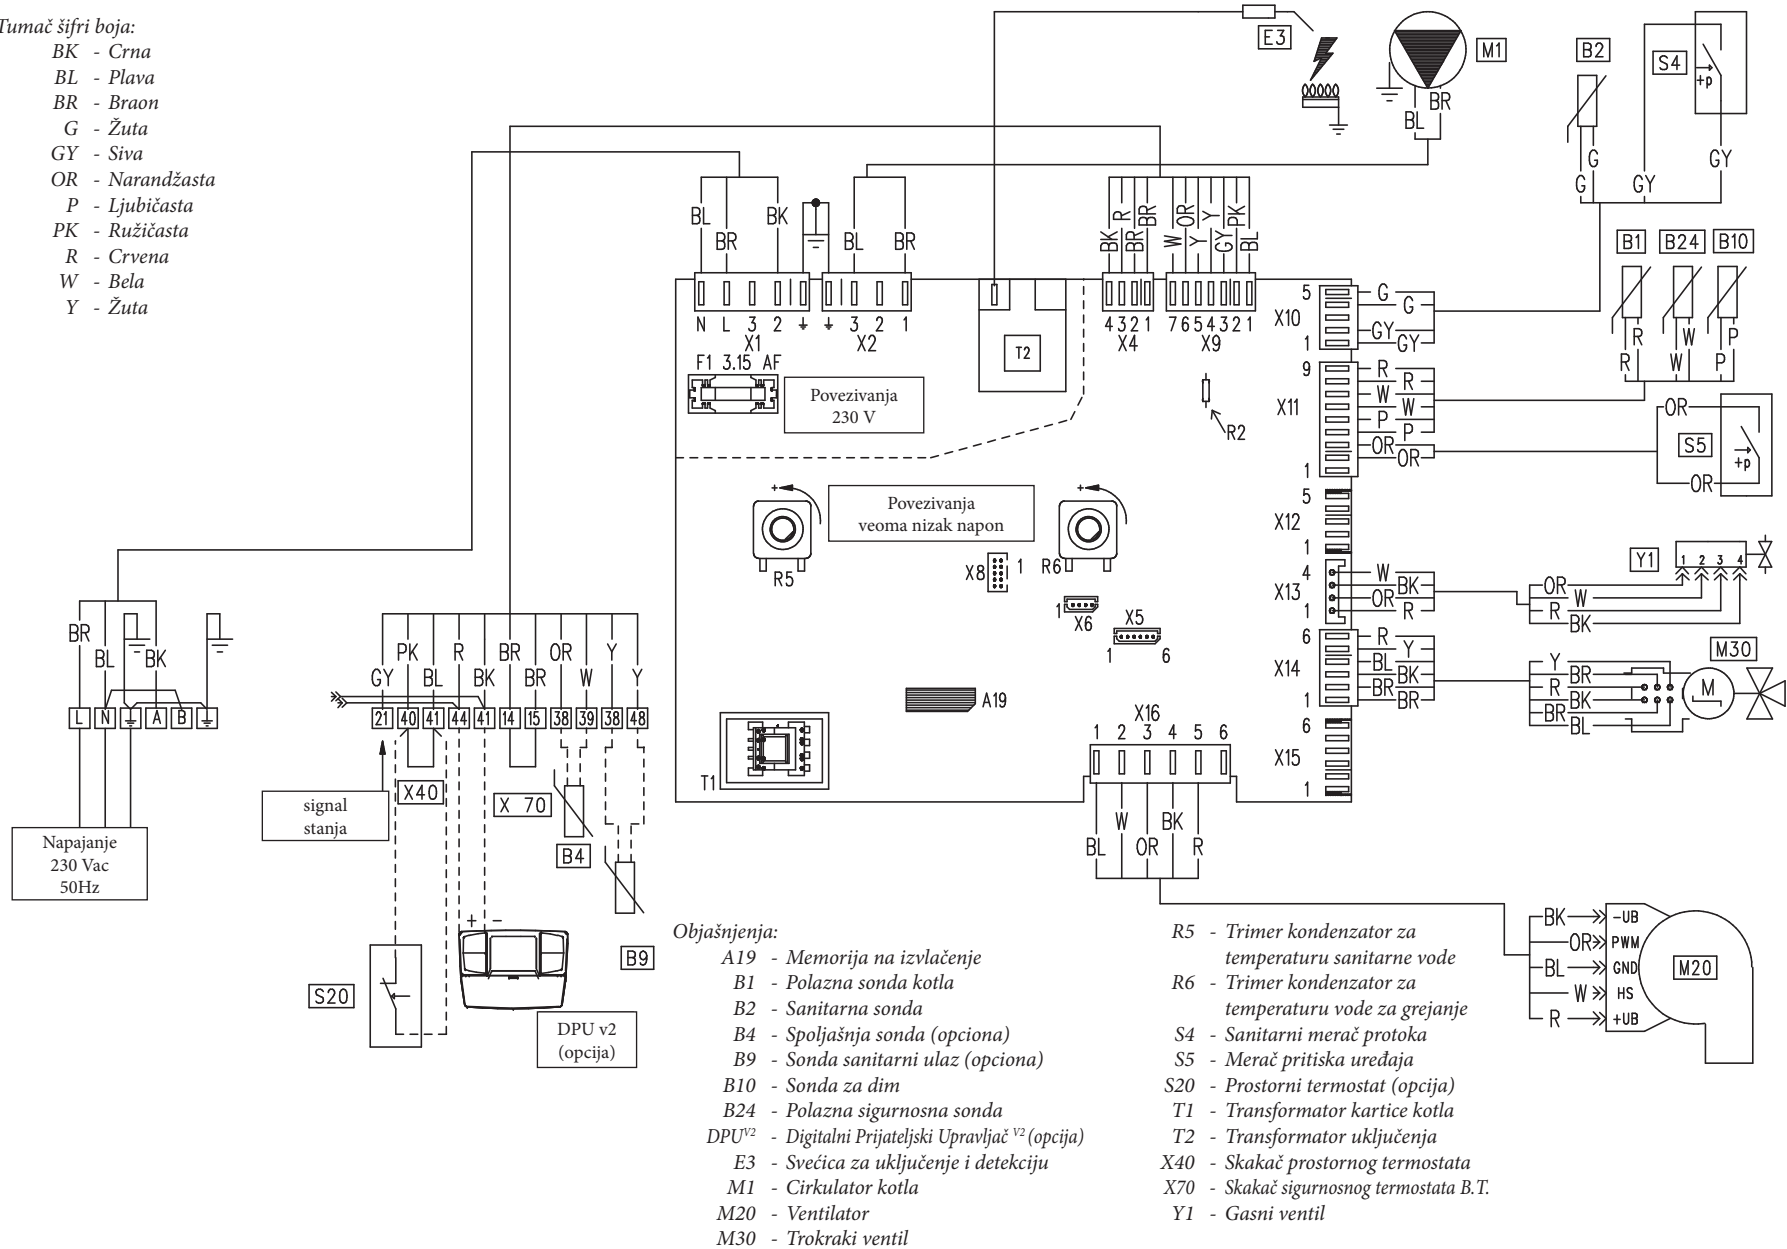 Tumač šifri boja:
BK - Crna
BL - Plava
BR - Braon
G - Žuta
GY - Siva
OR - Narandžasta
P - Ljubičasta
PK - Ružičasta
R - Crvena
W - Bela
Y - Žuta
E3
M1
BL
BR
B2
S4
+p
G
G
GY
GY
BL
BR
BK
BL
BR
BK
R
BR
BR
W
OR
Y
Y
GY
PK
BL
N L 3 2
X1
3 2 1
X2
T2
4 3 2 1
X4
7 6 5 4 3 2 1
X9
F1 3.15 AF
Povezivanja
230 V
R2
5
X10
1
G
G
GY
GY
B1
B24
B10
R
R
W
W
P
P
9
X11
1
R
R
W
W
P
P
OR
OR
OR
S5
+p
OR
+
R5
Povezivanja
veoma nizak napon
+
R6
X8 1
1
X6
X5
1 6
5
X12
1
4
X13
1
W
BK
OR
R
Y1
1 2 3 4
OR
W
R
BK
6
X14
1
R
Y
BL
BK
BR
BR
M30
M
Y
BR
R
BK
BR
BL
6
X15
1
A19
T1
X16
1 2 3 4 5 6
BL
W
OR
BK
R
BR
BL
BK
L N A B
Napajanje
230 Vac
50Hz
GY
PK
BL
R
BK
BR
BR
OR
W
Y
Y
21 40 41 44 41 14 15 38 39 38 48
signal
stanja
X40
X 70
B4
B9
S20
+ -
DPU v2
(opcija)
BK -UB
OR PWM
BL GND
W HS
R +UB
M20
Objašnjenja:
A19 - Memorija na izvlačenje
B1 - Polazna sonda kotla
B2 - Sanitarna sonda
B4 - Spoljašnja sonda (opciona)
B9 - Sonda sanitarni ulaz (opciona)
B10 - Sonda za dim
B24 - Polazna sigurnosna sonda
DPU V2 - Digitalni Prijateljski Upravljač V2 (opcija)
E3 - Svećica za uključenje i detekciju
M1 - Cirkulator kotla
M20 - Ventilator
M30 - Trokraki ventil
R5 - Trimer kondenzator za
temperaturu sanitarne vode
R6 - Trimer kondenzator za
temperaturu vode za grejanje
S4 - Sanitarni merač protoka
S5 - Merač pritiska uređaja
S20 - Prostorni termostat (opcija)
T1 - Transformator kartice kotla
T2 - Transformator uključenja
X40 - Skakač prostornog termostata
X70 - Skakač sigurnosnog termostata B.T.
Y1 - Gasni ventil